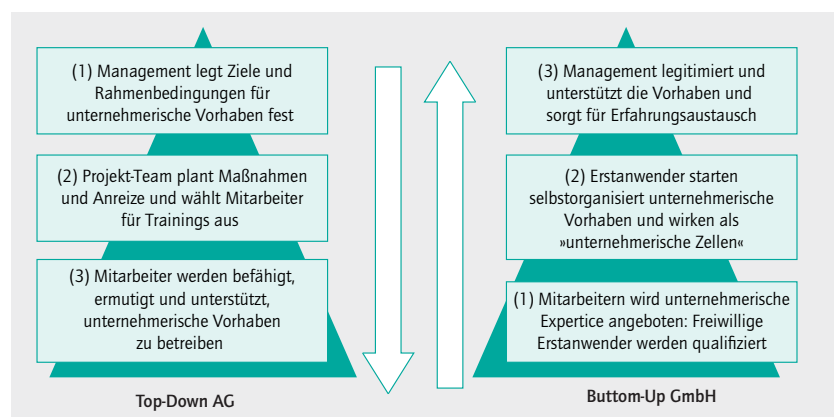 (1) Management legt Ziele und
Rahmenbedingungen für
unternehmerische Vorhaben fest
(2) Projekt-Team plant Maßnahmen
und Anreize und wählt Mitarbeiter
für Trainings aus
(3) Mitarbeiter werden befähigt,
ermutigt und unterstützt,
unternehmerische Vorhaben
zu betreiben
Top-Down AG
(3) Management legitimiert und
unterstützt die Vorhaben und
sorgt für Erfahrungsaustausch
(2) Erstanwender starten
selbstorganisiert unternehmerische
Vorhaben und wirken als
»unternehmerische Zellen«
(1) Mitarbeitern wird unternehmerische
Expertice angeboten: Freiwillige
Erstanwender werden qualifiziert
Buttom-Up GmbH